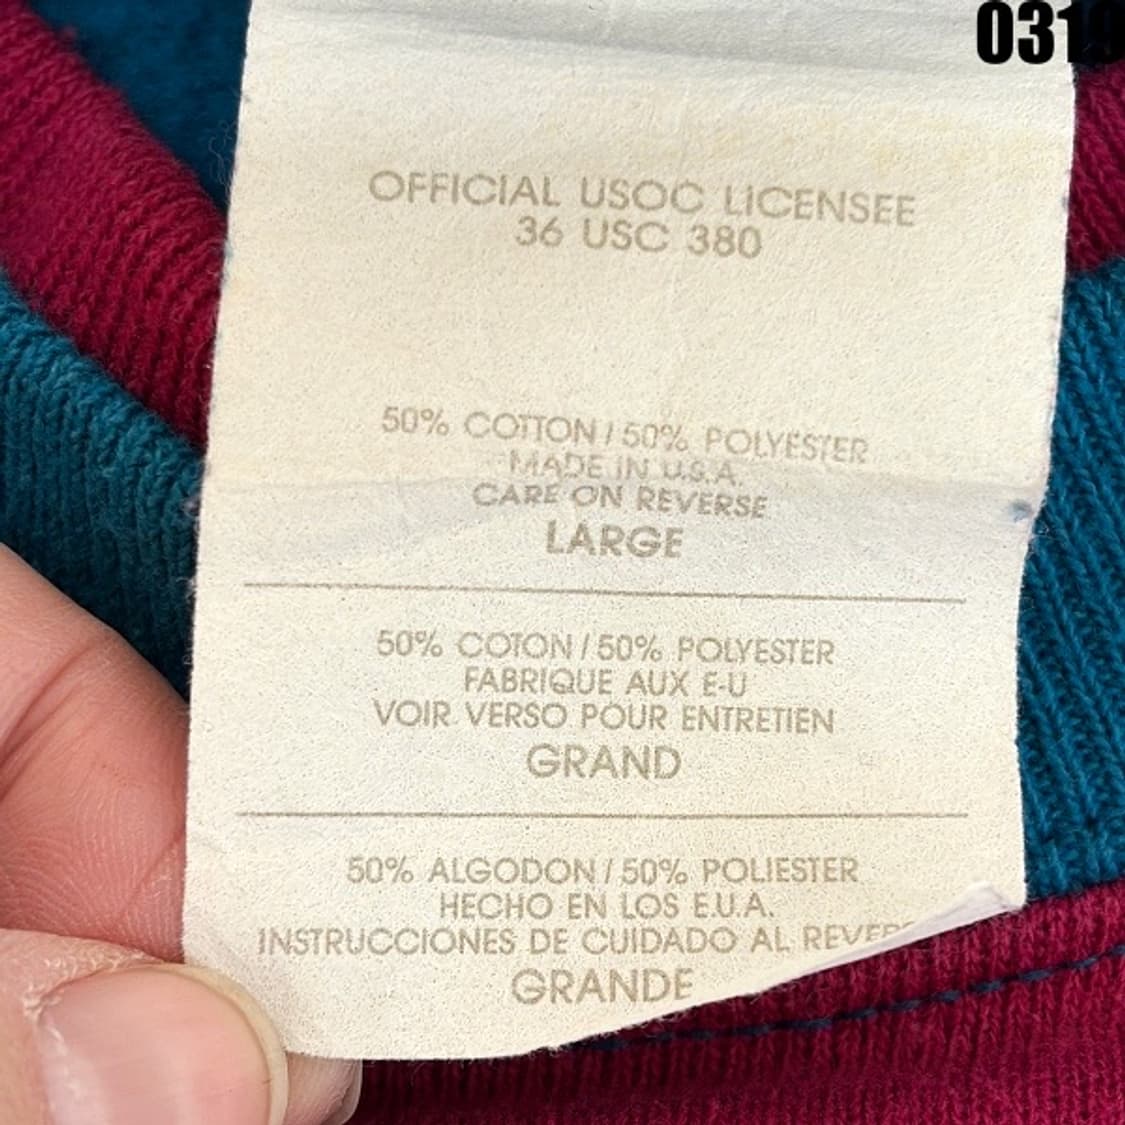 0319
OFFICIAL USOC LICENSEE
36 USC 380
50% COTTON / 50% POLYESTER
MADE IN U.S.A.
CARE ON REVERSE
LARGE
50% COTON / 50% POLYESTER
FABRIQUE AUX E-U
VOIR VERSO POUR ENTRETIEN
GRAND
50% ALGODON / 50% POLIESTER
HECHO EN LOS E.U.A.
INSTRUCCIONES DE CUIDADO AL
GRANDE